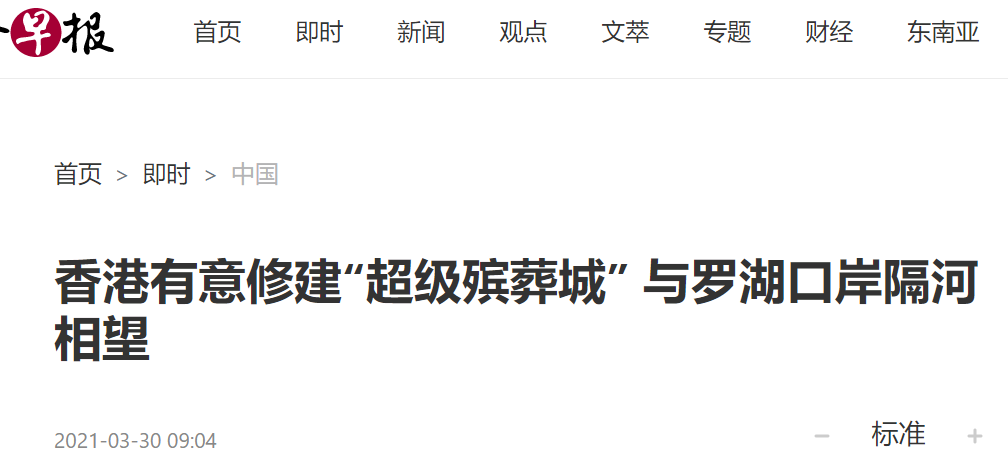 早报 首页 即时 新闻 观点 文萃 专题 财经 东南亚
首页 > 即时 > 中国
香港有意修建“超级殡葬城” 与罗湖口岸隔河
相望
2021-03-30 09:04 − 标准 +